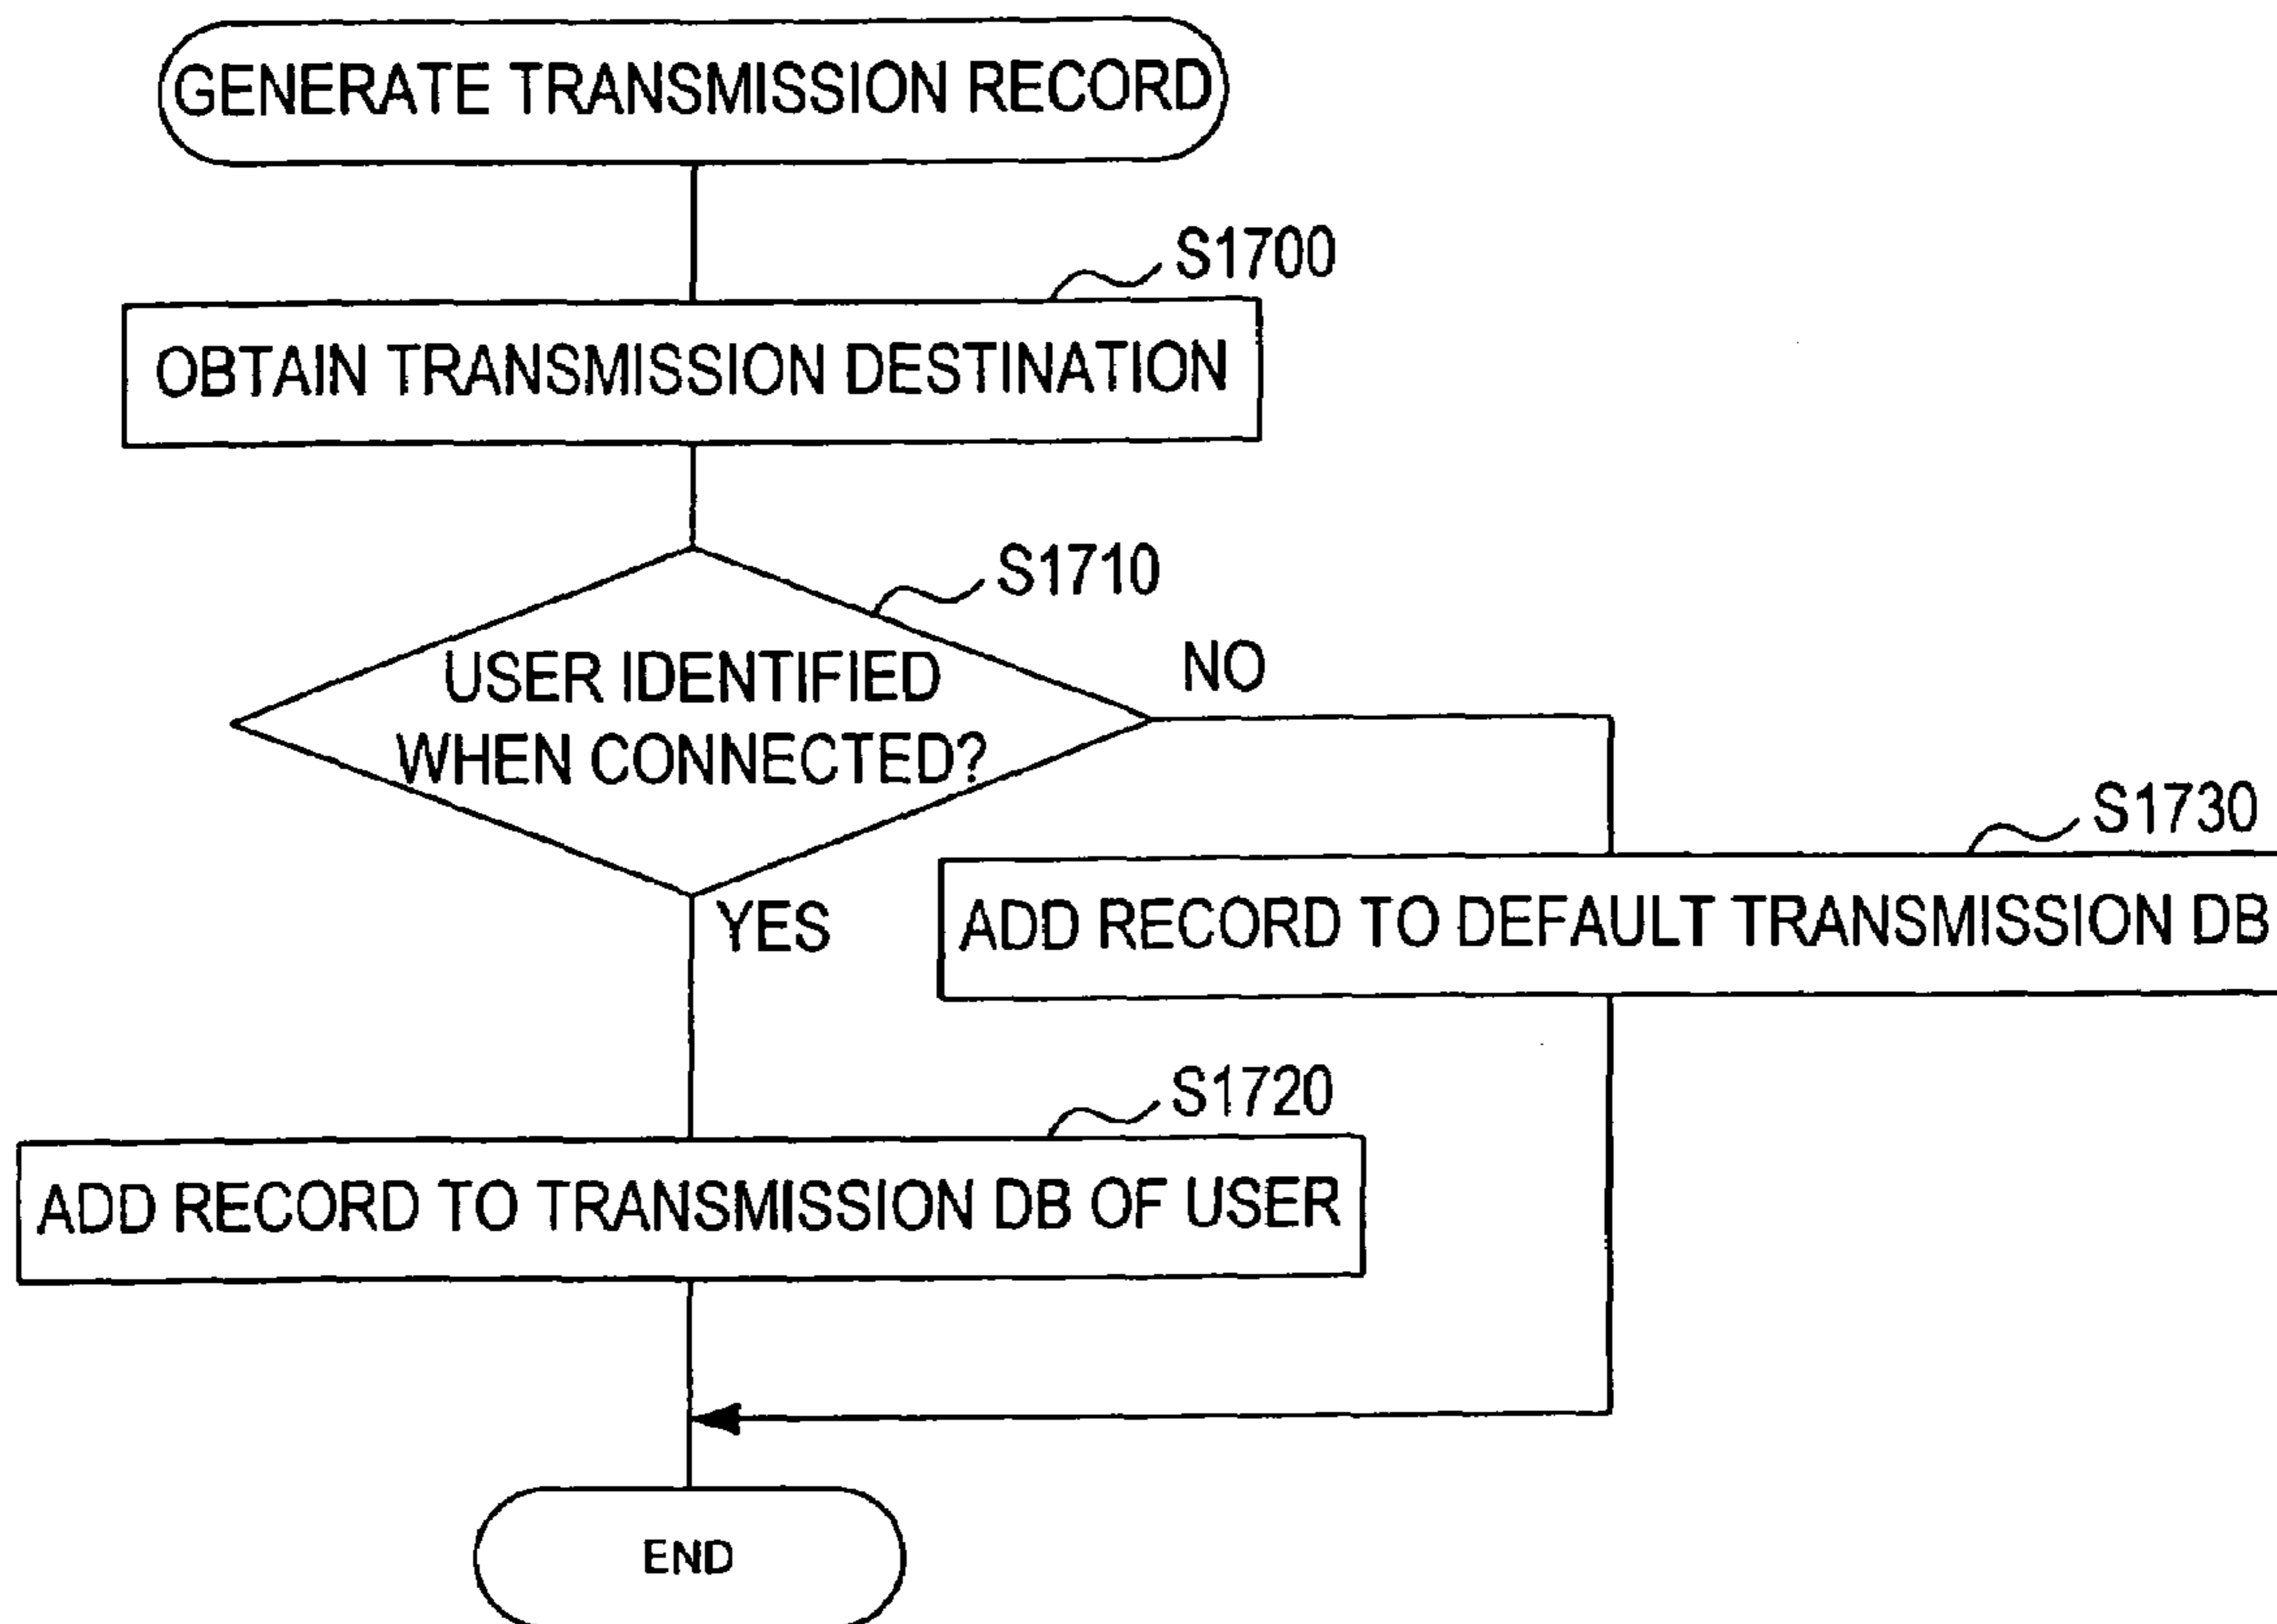 GENERATE TRANSMISSION RECORD
S1700
OBTAIN TRANSMISSION DESTINATION
S1710
USER IDENTIFIED
WHEN CONNECTED?
NO
YES
S1730
ADD RECORD TO DEFAULT TRANSMISSION DB
S1720
ADD RECORD TO TRANSMISSION DB OF USER
END